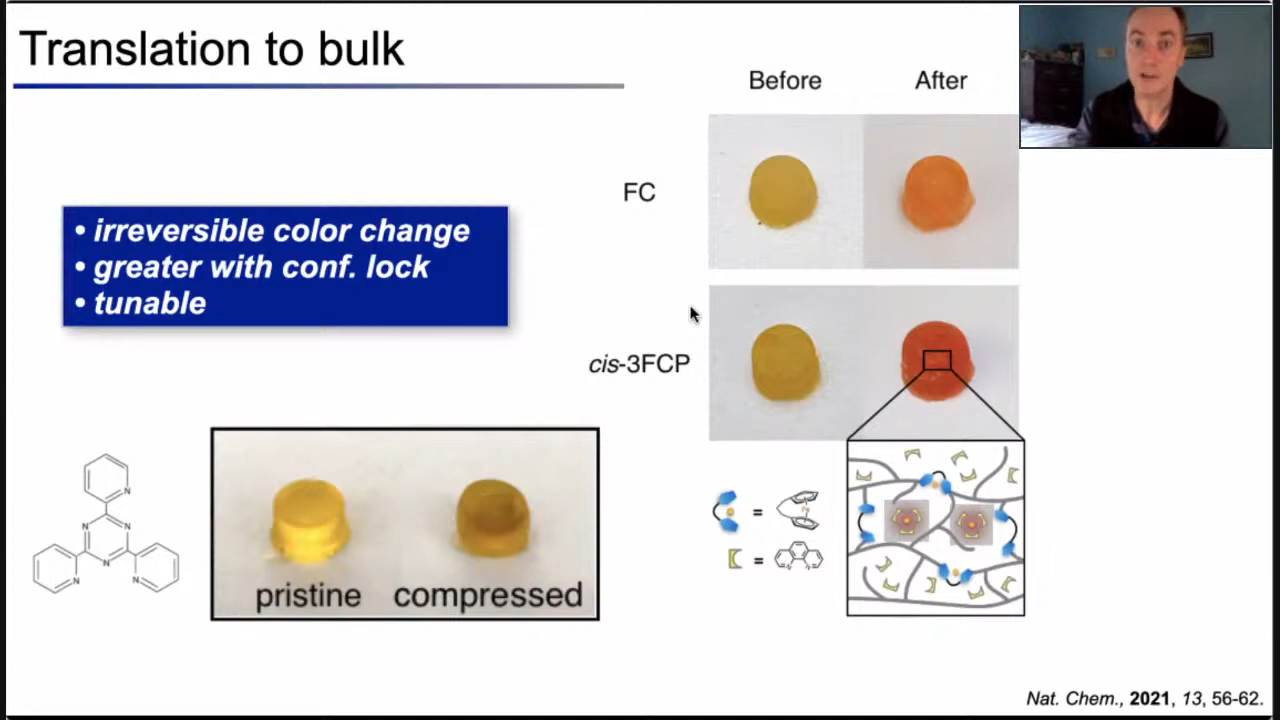 Translation to bulk
Before After
FC
• irreversible color change
• greater with conf. lock
• tunable
cis-3FCP
N
N N
N
N N
pristine compressed
=
=
Nat. Chem., 2021, 13, 56-62.